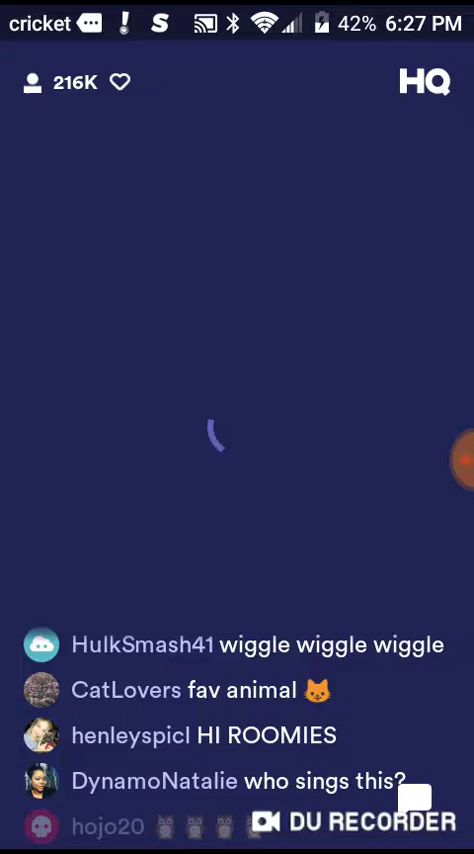 cricket 42% 6:27 PM
216K HQ
HulkSmash41 wiggle wiggle wiggle
CatLovers fav animal 🐱
henleyspicl HI ROOMIES
DynamoNatalie who sings this?
hojo20 🦉 🦉 🦉 🦉
DU RECORDER